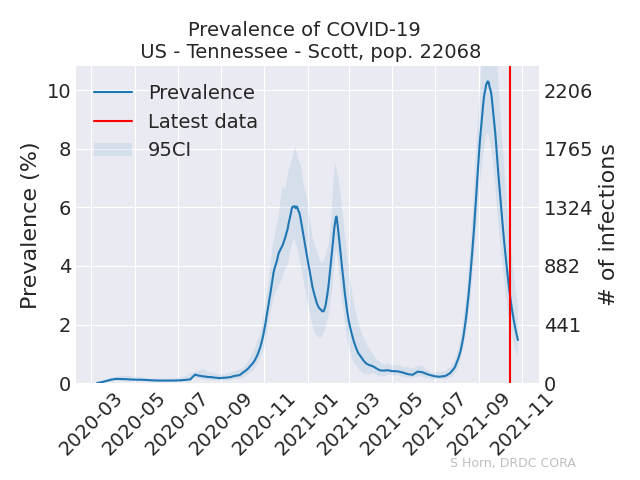 Prevalence of COVID-19
US - Tennessee - Scott, pop. 22068
Prevalence (%)
10
8
6
4
2
0
Prevalence
Latest data
95CI
2206
1765
1324
882
441
0
# of infections
2020-03
2020-05
2020-07
2020-09
2020-11
2021-01
2021-03
2021-05
2021-07
2021-09
2021-11
S Horn, DRDC CORA